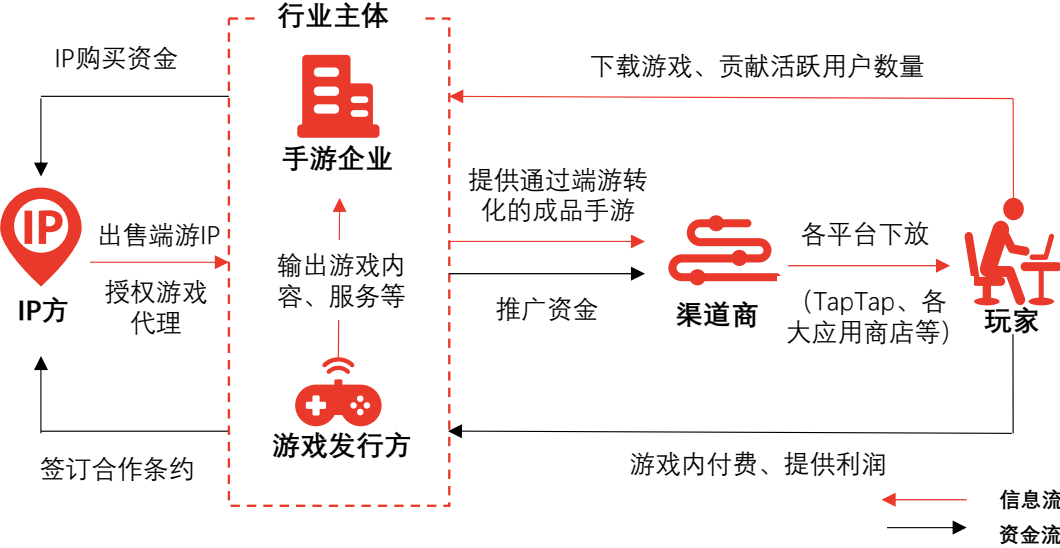 行业主体
IP购买资金
下载游戏、贡献活跃用户数量
手游企业
提供通过端游转
化的成品手游
IP
出售端游IP
各平台下放
输出游戏内
容、服务等
授权游戏
代理
IP方
推广资金
渠道商
（TapTap、各
大应用商店等）
玩家
游戏发行方
签订合作条约
游戏内付费、提供利润
信息流
资金流